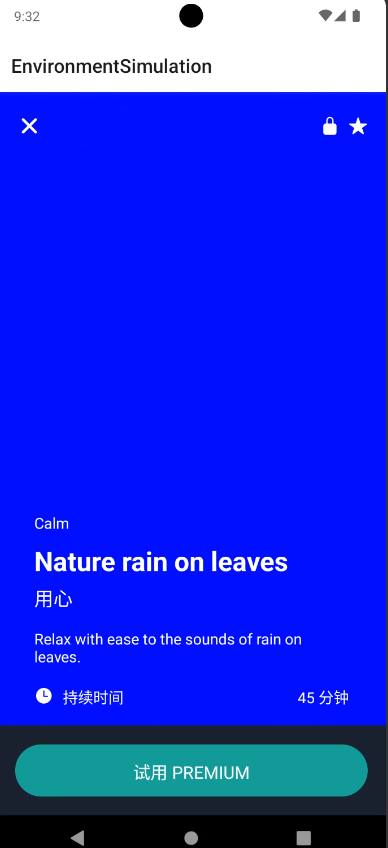 9:32
EnvironmentSimulation
Calm
Nature rain on leaves
用心
Relax with ease to the sounds of rain on
leaves.
持续时间 45 分钟
试用 PREMIUM